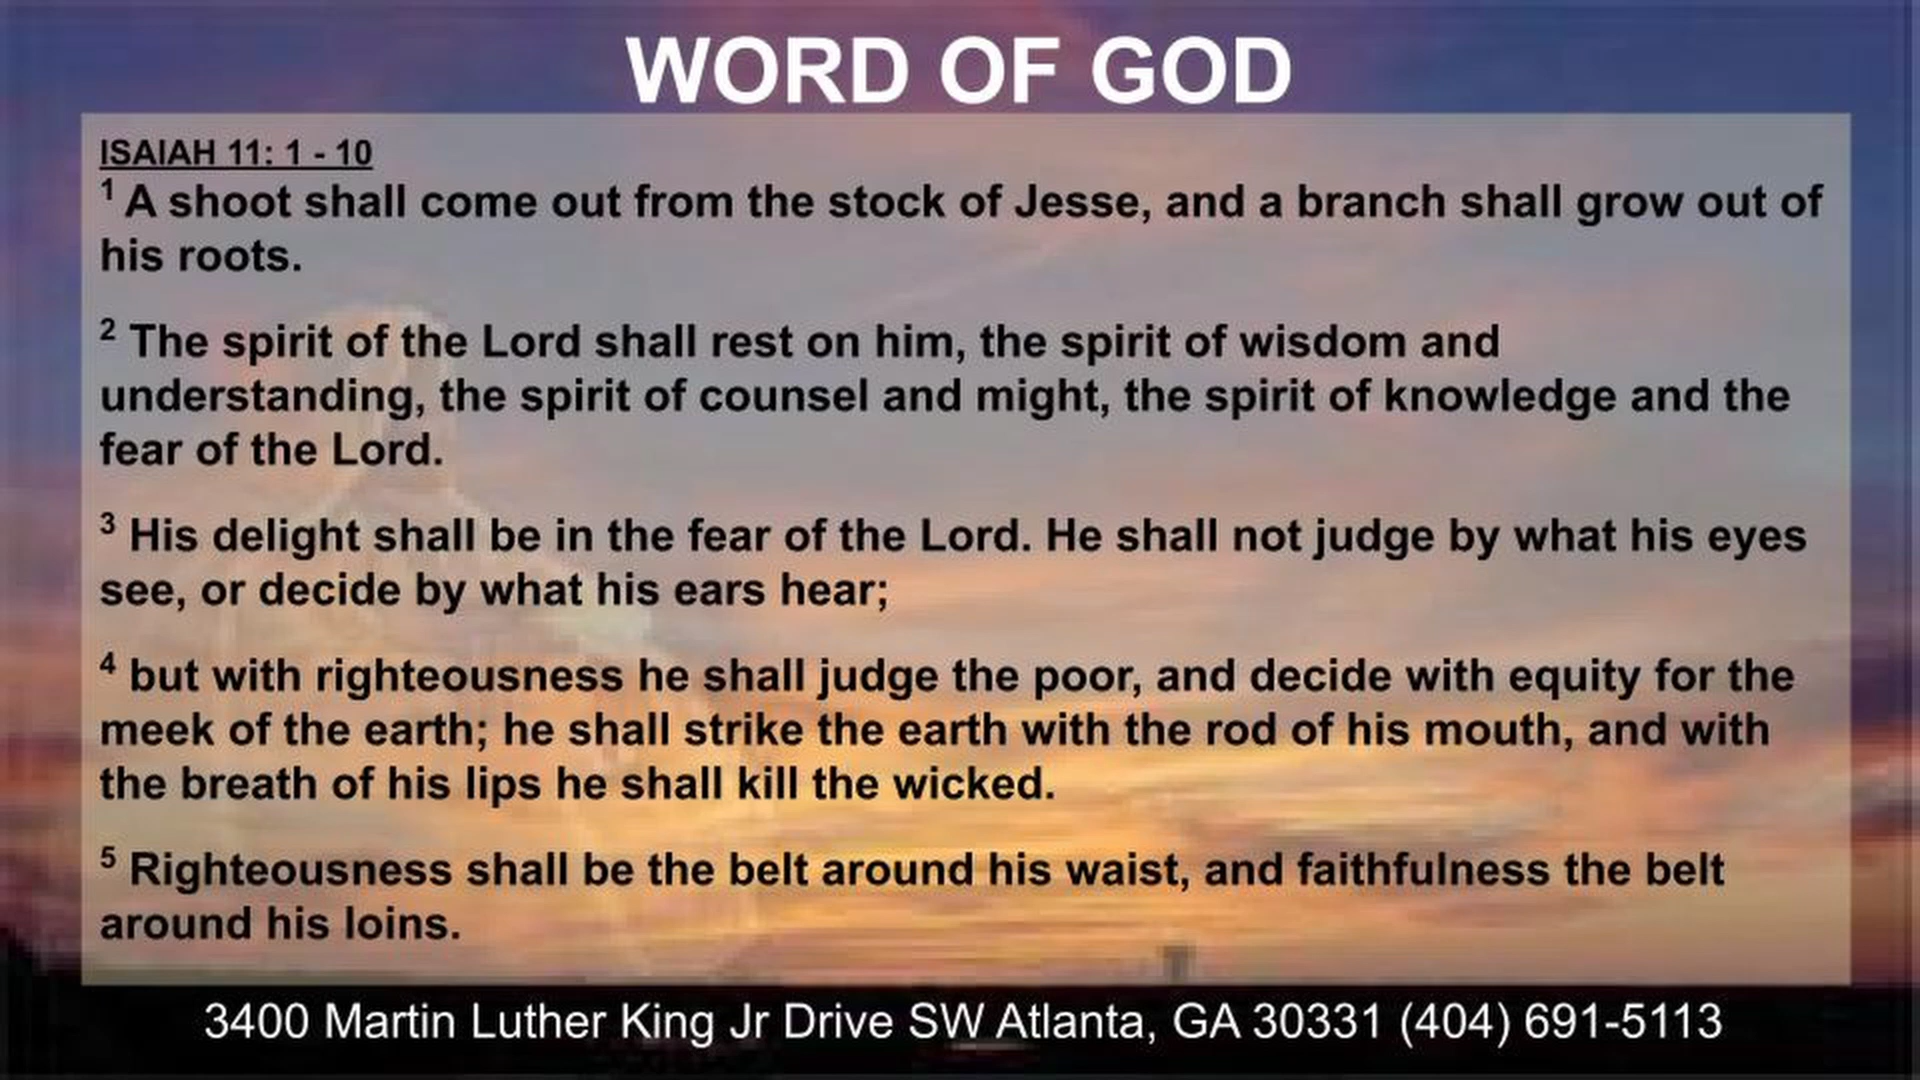 WORD OF GOD
ISAIAH 11: 1 - 10
1 A shoot shall come out from the stock of Jesse, and a branch shall grow out of
his roots.
2 The spirit of the Lord shall rest on him, the spirit of wisdom and
understanding, the spirit of counsel and might, the spirit of knowledge and the
fear of the Lord.
3 His delight shall be in the fear of the Lord. He shall not judge by what his eyes
see, or decide by what his ears hear;
4 but with righteousness he shall judge the poor, and decide with equity for the
meek of the earth; he shall strike the earth with the rod of his mouth, and with
the breath of his lips he shall kill the wicked.
5 Righteousness shall be the belt around his waist, and faithfulness the belt
around his loins.
3400 Martin Luther King Jr Drive SW Atlanta, GA 30331 (404) 691-5113